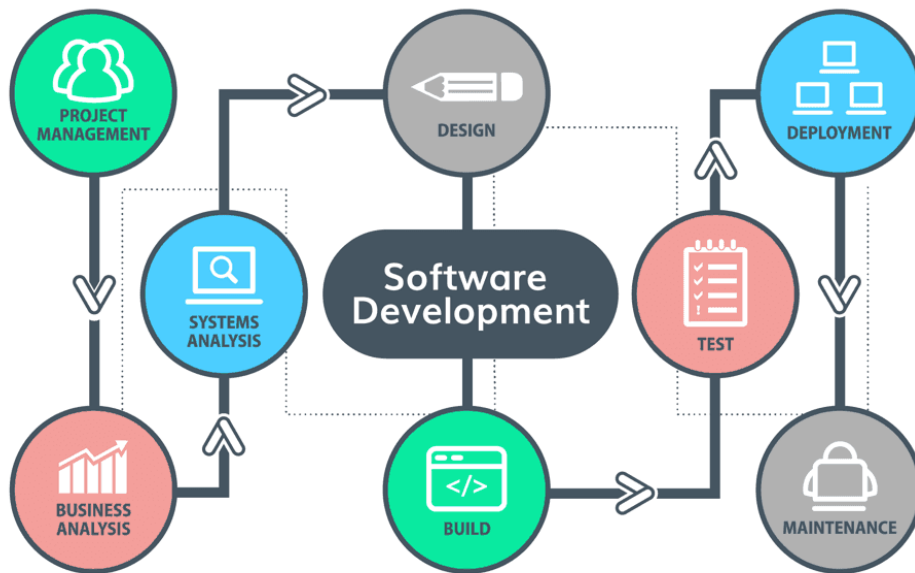 PROJECT
MANAGEMENT
BUSINESS
ANALYSIS
SYSTEMS
ANALYSIS
DESIGN
Software
Development
</>
BUILD
TEST
DEPLOYMENT
MAINTENANCE